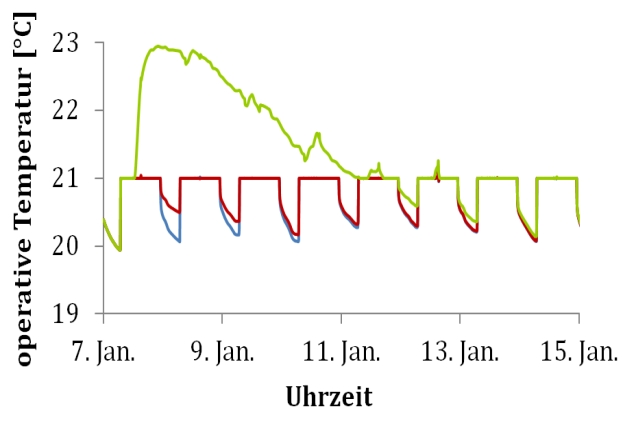 operative Temperatur [°C]
23
22
21
20
19
7. Jan.
9. Jan.
11. Jan.
13. Jan.
15. Jan.
Uhrzeit